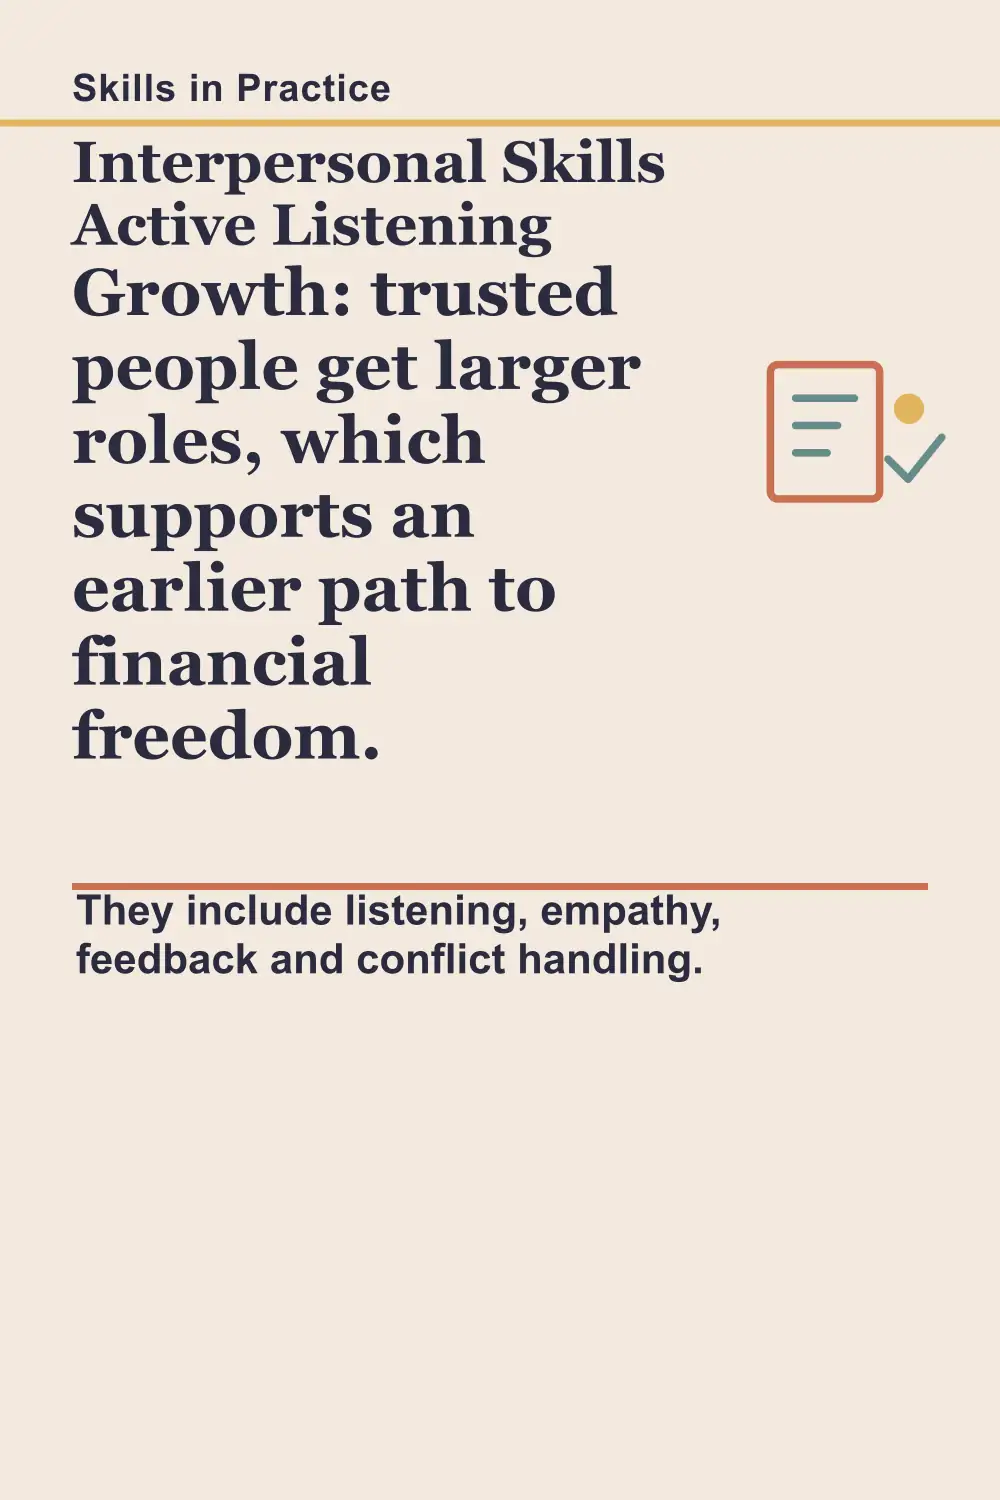 Skills in Practice
Interpersonal Skills
Active Listening
Growth: trusted
people get larger
roles, which
supports an
earlier path to
financial
freedom.
They include listening, empathy,
feedback and conflict handling.